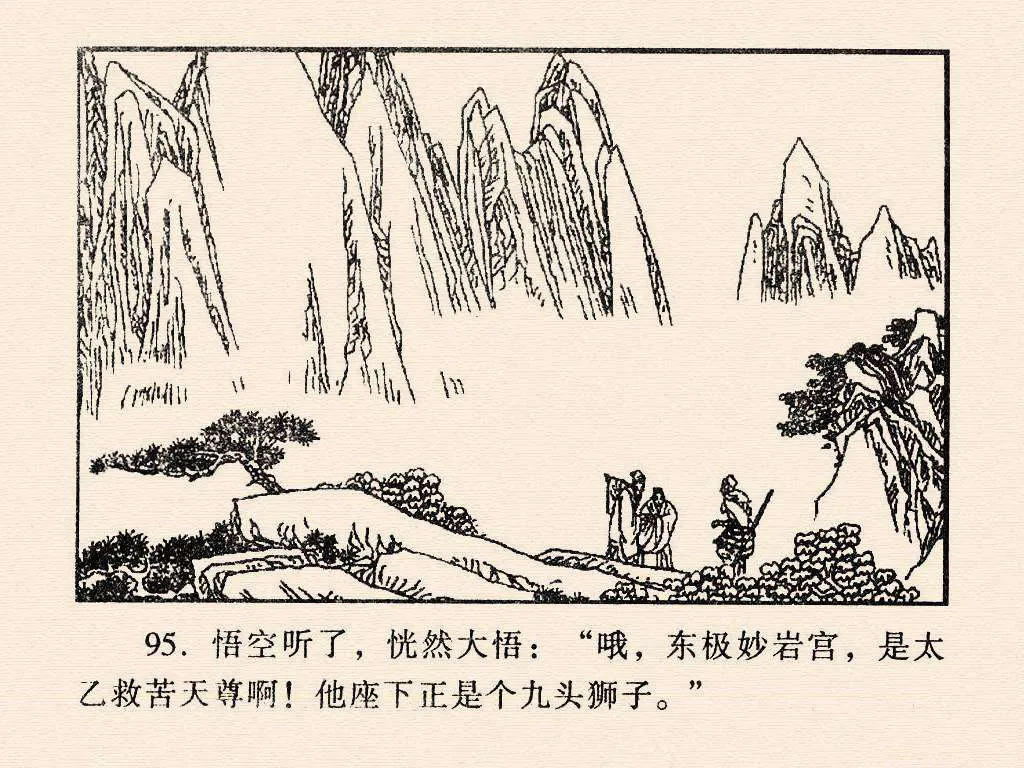 95. 悟空听了，恍然大悟：“哦，东极妙岩宫，是太
乙救苦天尊啊！他座下正是个九头狮子。”